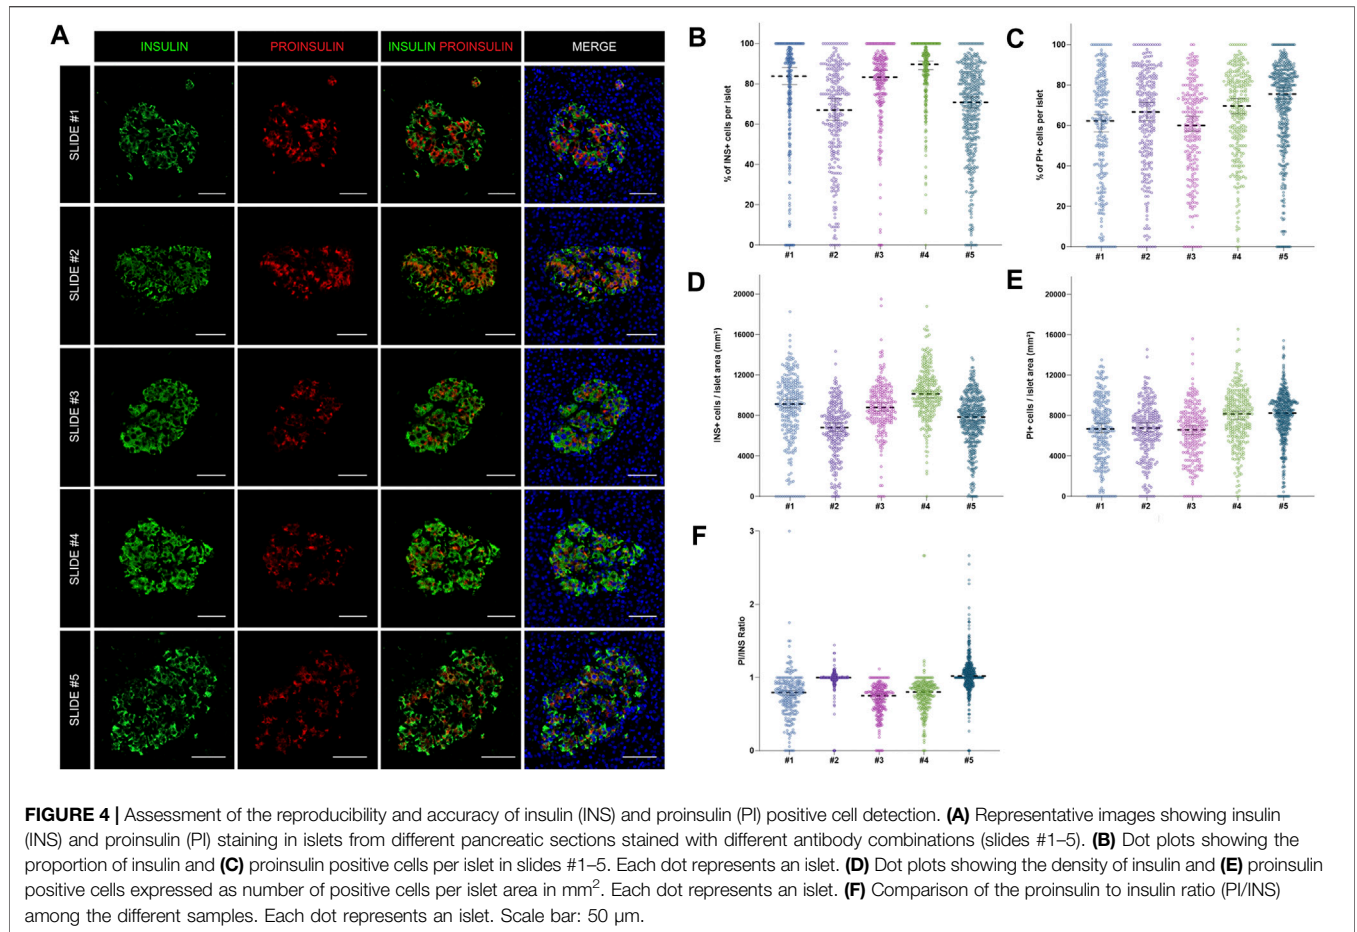 A
INSULIN
PROINSULIN
INSULIN PROINSULIN
MERGE
SLIDE #1
SLIDE #2
SLIDE #3
SLIDE #4
SLIDE #5
B
% of INS+ cells per islet
100
80
60
40
20
0
#1 #2 #3 #4 #5
C
% of PI+ cells per islet
100
80
60
40
20
0
#1 #2 #3 #4 #5
D
INS+ cells / islet area (mm²)
20000
16000
12000
8000
4000
0
#1 #2 #3 #4 #5
E
PI+ cells / islet area (mm²)
20000
16000
12000
8000
4000
0
#1 #2 #3 #4 #5
F
PI/INS Ratio
3
2
1
0
#1 #2 #3 #4 #5
FIGURE 4 | Assessment of the reproducibility and accuracy of insulin (INS) and proinsulin (PI) positive cell detection. (A) Representative images showing insulin
(INS) and proinsulin (PI) staining in islets from different pancreatic sections stained with different antibody combinations (slides #1–5). (B) Dot plots showing the
proportion of insulin and (C) proinsulin positive cells per islet in slides #1–5. Each dot represents an islet. (D) Dot plots showing the density of insulin and (E) proinsulin
positive cells expressed as number of positive cells per islet area in mm². Each dot represents an islet. (F) Comparison of the proinsulin to insulin ratio (PI/INS)
among the different samples. Each dot represents an islet. Scale bar: 50 µm.